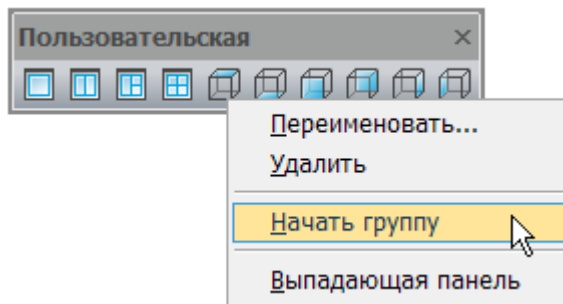 Пользовательская
Переименовать...
Удалить
Начать группу
Выпадающая панель